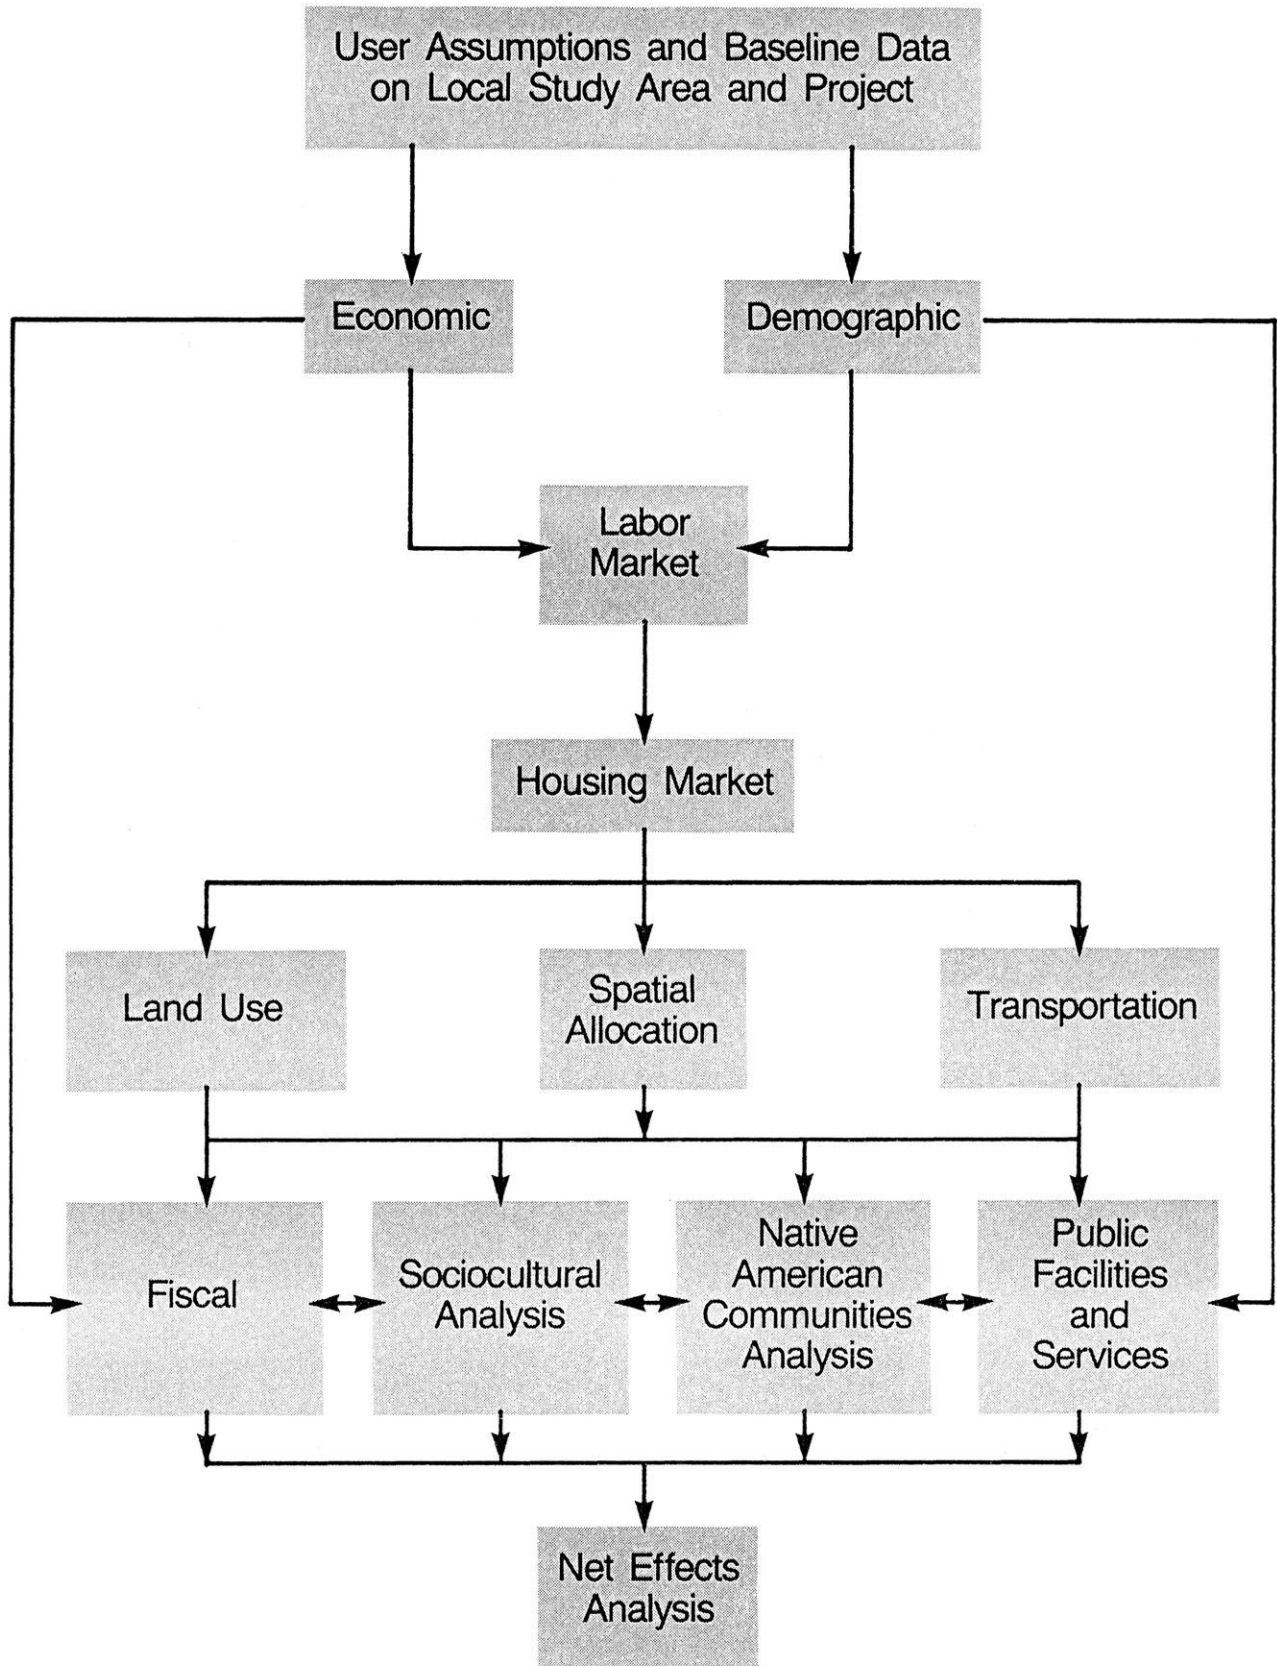 User Assumptions and Baseline Data
on Local Study Area and Project
Economic
Demographic
Labor
Market
Housing Market
Land Use
Spatial
Allocation
Transportation
Fiscal
Sociocultural
Analysis
Native
American
Communities
Analysis
Public
Facilities
and
Services
Net Effects
Analysis